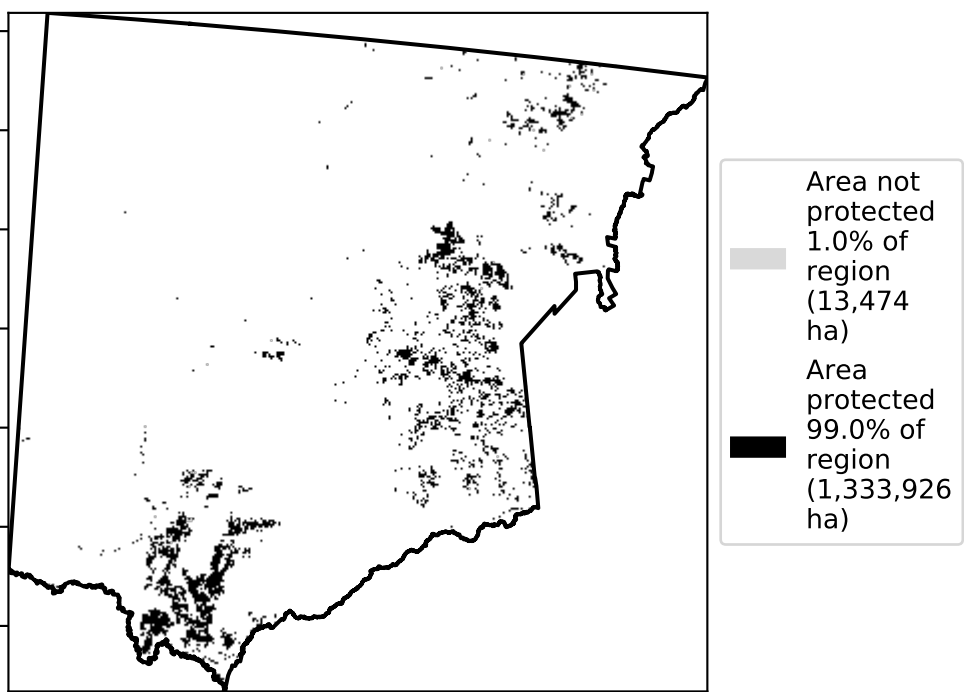 Area not
protected
1.0% of
region
(13,474
ha)
Area
protected
99.0% of
region
(1,333,926
ha)